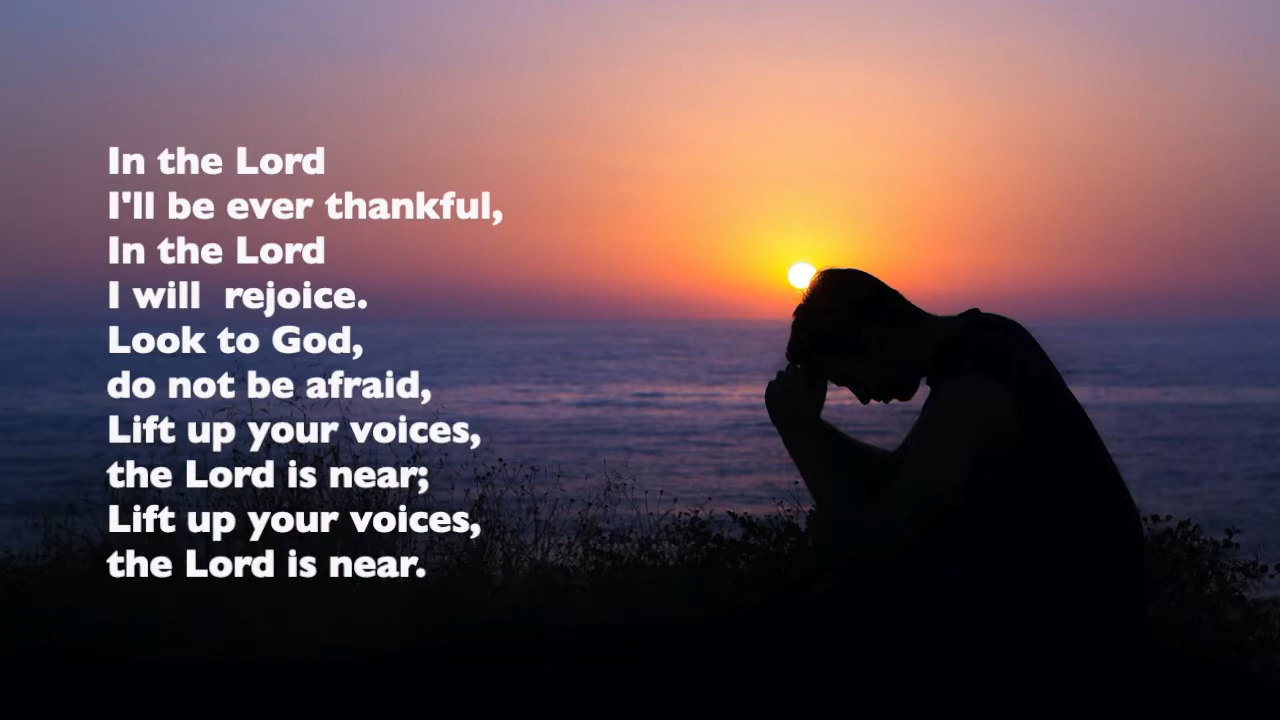 In the Lord
I'll be ever thankful,
In the Lord
I will  rejoice.
Look to God,
do not be afraid,
Lift up your voices,
the Lord is near;
Lift up your voices,
the Lord is near.